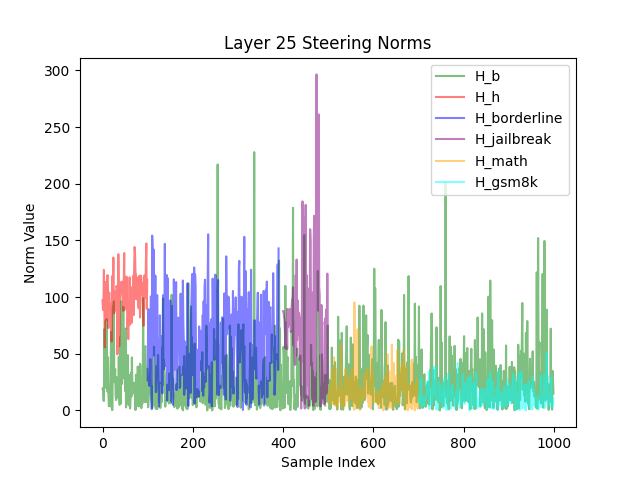 Layer 25 Steering Norms
Norm Value
300
250
200
150
100
50
0
H_b
H_h
H_borderline
H_jailbreak
H_math
H_gsm8k
0 200 400 600 800 1000
Sample Index